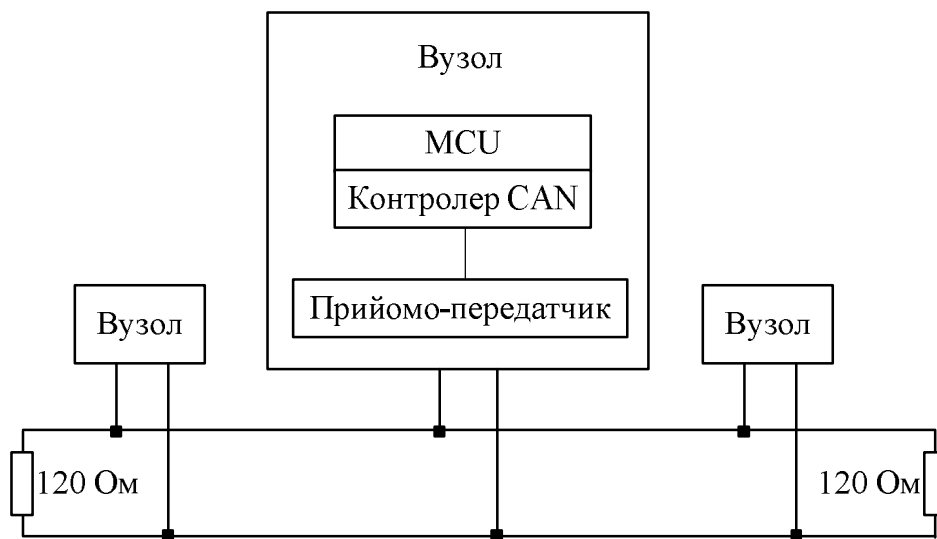 Вузол
MCU
Контролер CAN
Прийомо-передатчик
Вузол
Вузол
120 Ом
120 Ом